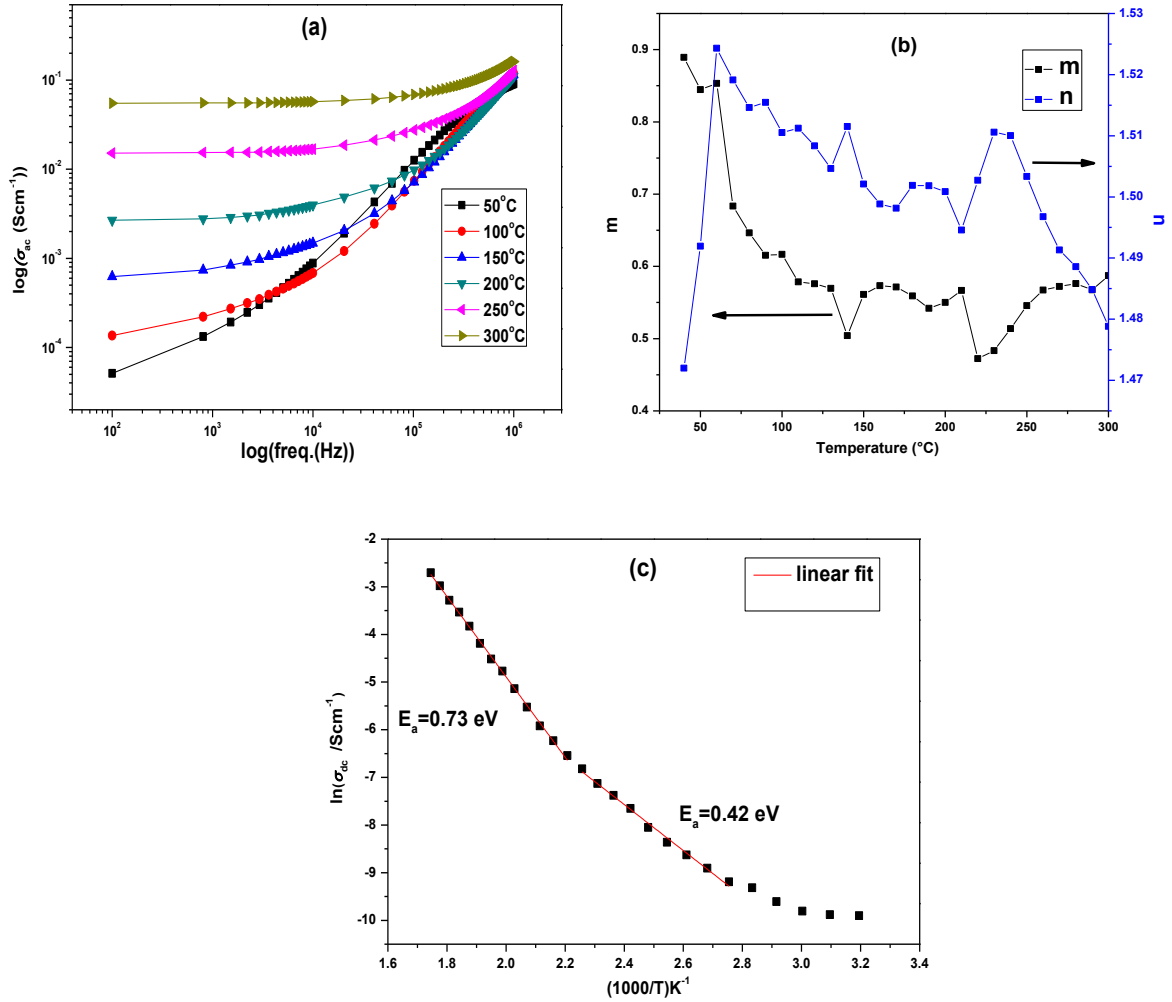 (a)
10⁻¹
10⁻²
10⁻³
10⁻⁴
log(σac (Scm⁻¹))
50°C
100°C
150°C
200°C
250°C
300°C
10² 10³ 10⁴ 10⁵ 10⁶
log(freq.(Hz))
(b)
m
n
0.9
0.8
0.7
0.6
0.5
0.4
m
1.53
1.52
1.51
1.50
1.49
1.48
1.47
n
50 100 150 200 250 300
Temperature (°C)
(c)
linear fit
-2
-3
-4
-5
-6
-7
-8
-9
-10
ln(σdc /Scm⁻¹)
Eₐ=0.73 eV
Eₐ=0.42 eV
1.6 1.8 2.0 2.2 2.4 2.6 2.8 3.0 3.2 3.4
(1000/T)K⁻¹